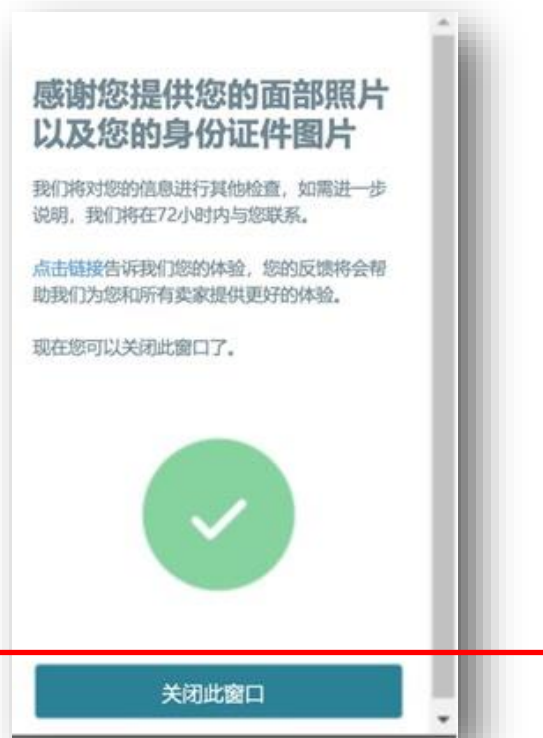 感谢您提供您的面部照片
以及您的身份证件图片
我们将对您的信息进行其他检查，如需进一步
说明，我们将在72小时内与您联系。
点击链接告诉我们您的体验，您的反馈将会帮
助我们为您和所有卖家提供更好的体验。
现在您可以关闭此窗口了。
关闭此窗口